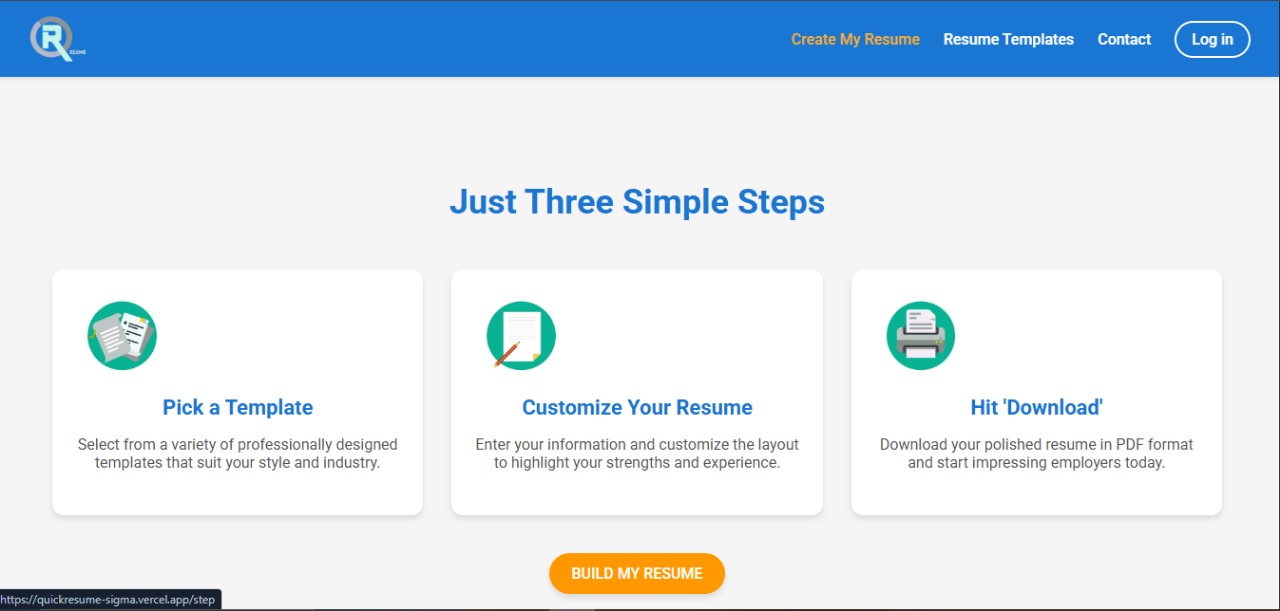 R
ESUME
Create My Resume
Resume Templates
Contact
Log in
Just Three Simple Steps
Pick a Template
Select from a variety of professionally designed
templates that suit your style and industry.
Customize Your Resume
Enter your information and customize the layout
to highlight your strengths and experience.
Hit 'Download'
Download your polished resume in PDF format
and start impressing employers today.
BUILD MY RESUME
https://quickresume-sigma.vercel.app/step